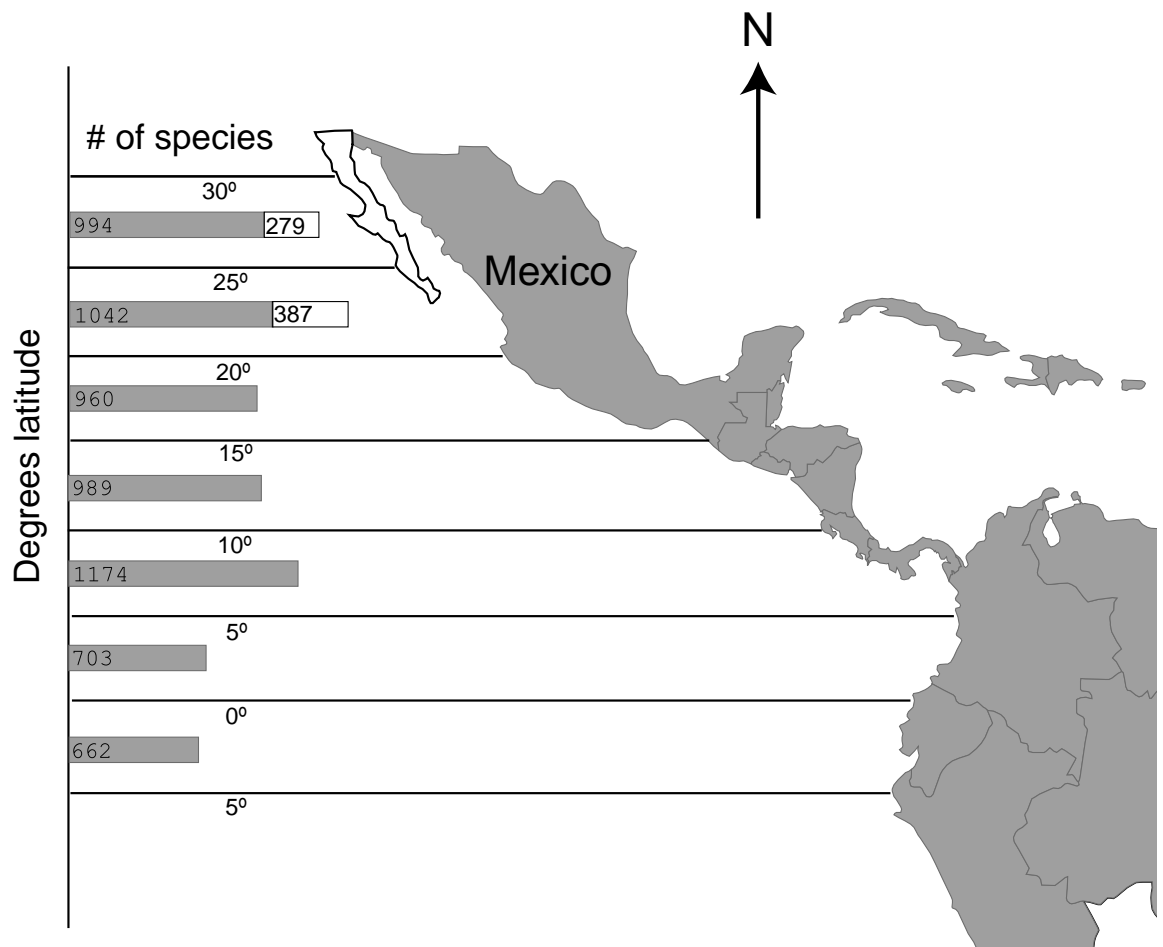 N
# of species
30º
994 279
Mexico
25º
1042 387
20º
960
15º
989
10º
1174
5º
703
0º
662
5º
Degrees latitude